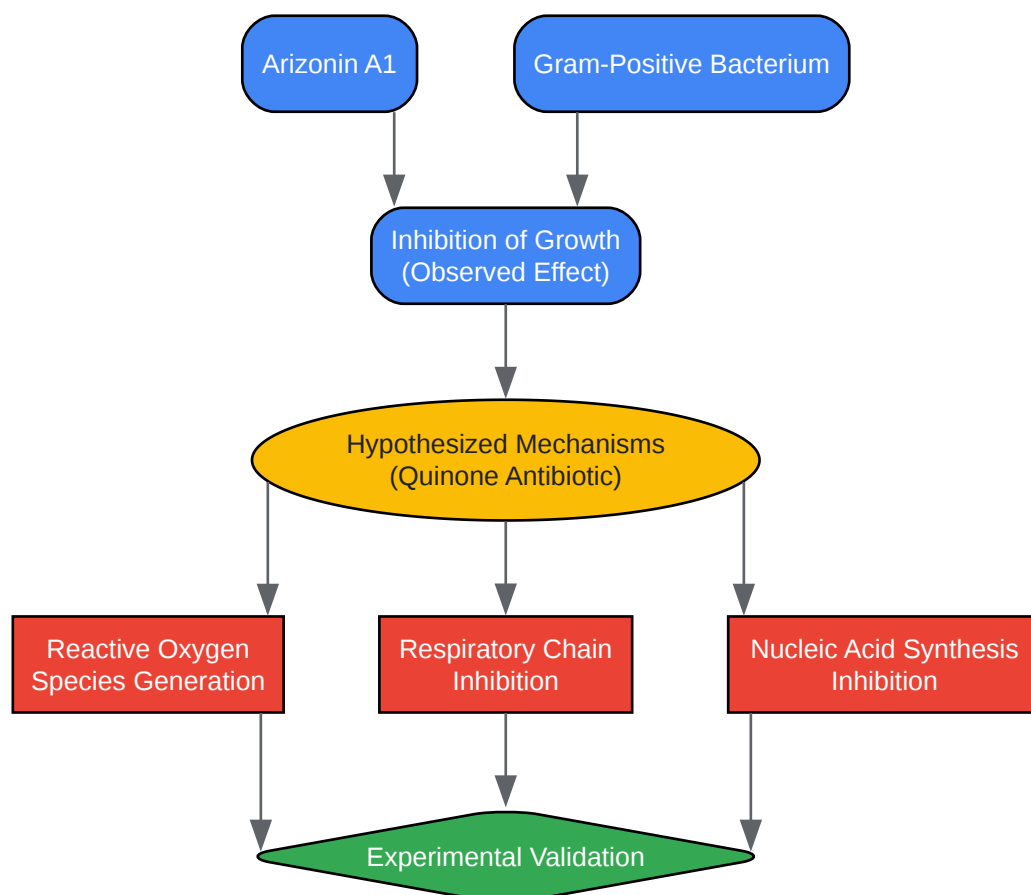 Arizonin A1
Gram-Positive Bacterium
Inhibition of Growth
(Observed Effect)
Hypothesized Mechanisms
(Quinone Antibiotic)
Reactive Oxygen
Species Generation
Respiratory Chain
Inhibition
Nucleic Acid Synthesis
Inhibition
Experimental Validation